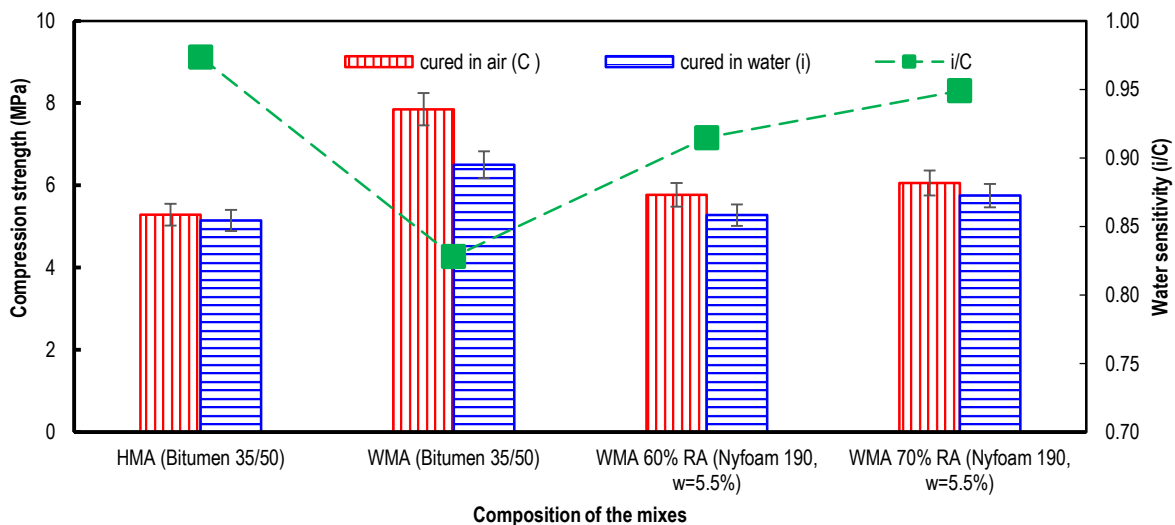 10
8
6
4
2
0
Compression strength (MPa)
cured in air (C )
cured in water (i)
i/C
1.00
0.95
0.90
0.85
0.80
0.75
0.70
Water sensitivity (i/C)
HMA (Bitumen 35/50)
WMA (Bitumen 35/50)
WMA 60% RA (Nyfoam 190,
w=5.5%)
WMA 70% RA (Nyfoam 190,
w=5.5%)
Composition of the mixes